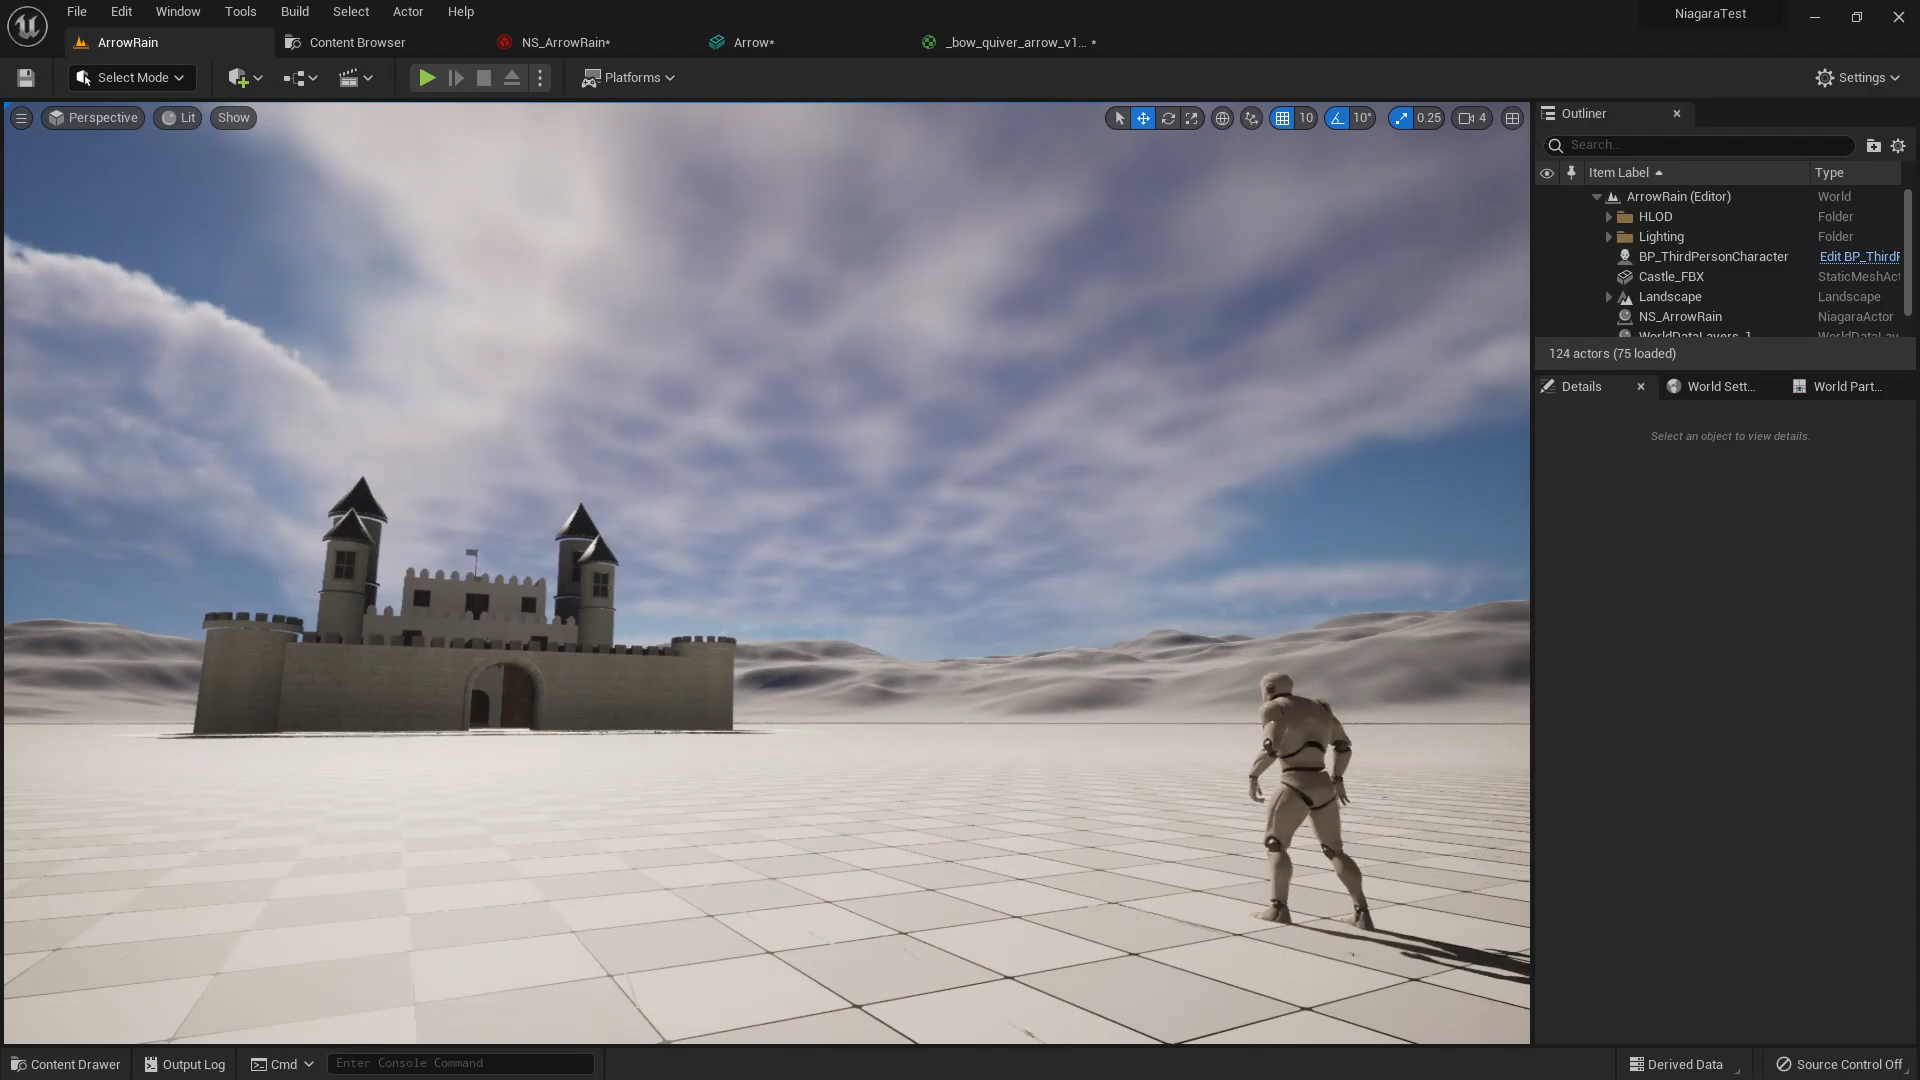 File Edit Window Tools Build Select Actor Help
NiagaraTest
ArrowRain Content Browser NS_ArrowRain* Arrow* _bow_quiver_arrow_v1... *
Select Mode Platforms Settings
Perspective Lit Show 10 10° 0.25 4
Outliner
Search...
Item Label Type
ArrowRain (Editor) World
HLOD Folder
Lighting Folder
BP_ThirdPersonCharacter Edit BP_ThirdP
Castle_FBX StaticMeshAct
Landscape Landscape
NS_ArrowRain NiagaraActor
WorldDataLayers_1 WorldDataLay
124 actors (75 loaded)
Details World Sett... World Part...
Select an object to view details.
Content Drawer Output Log Cmd Enter Console Command Derived Data Source Control Off